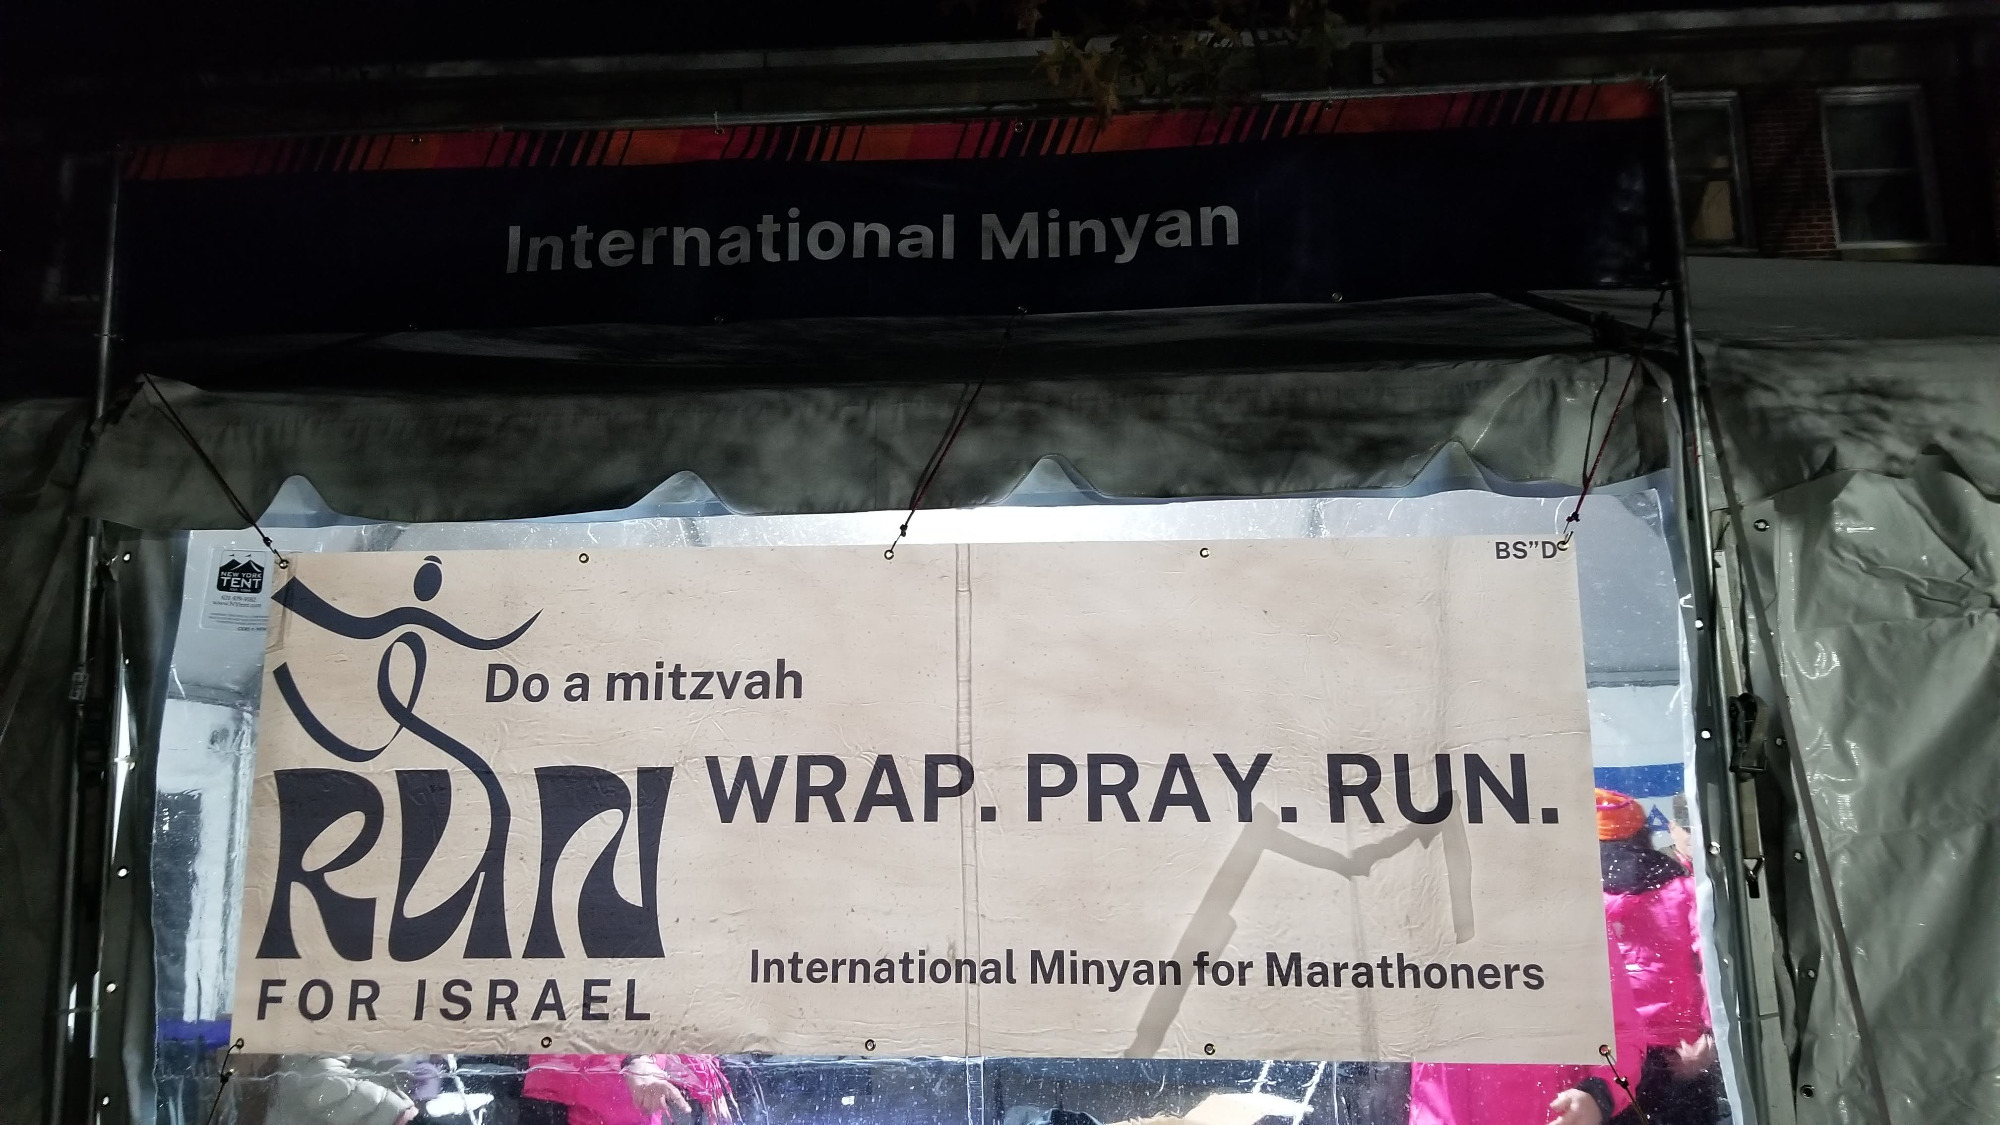 International Minyan
BS”D
NEW YORK
TENT
Do a mitzvah
WRAP. PRAY. RUN.
RUN
FOR ISRAEL
International Minyan for Marathoners